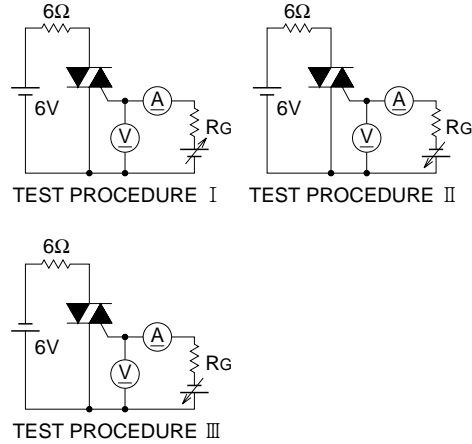 6Ω
6Ω
6V
A
V
RG
6V
A
V
RG
TEST PROCEDURE Ⅰ
TEST PROCEDURE Ⅱ
6Ω
6V
A
V
RG
TEST PROCEDURE Ⅲ